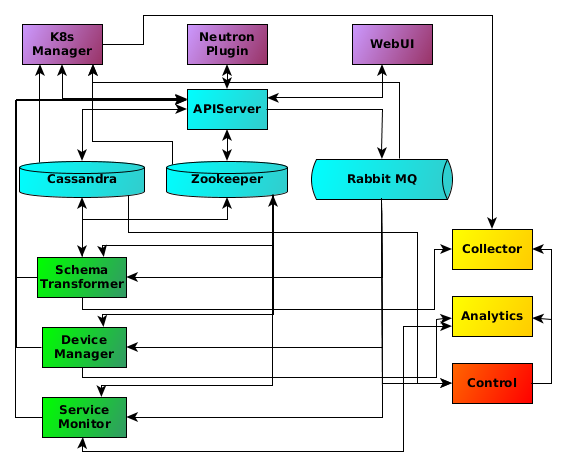 K8s
Manager
Neutron
Plugin
WebUI
APIServer
Cassandra
Zookeeper
Rabbit MQ
Schema
Transformer
Collector
Analytics
Device
Manager
Control
Service
Monitor